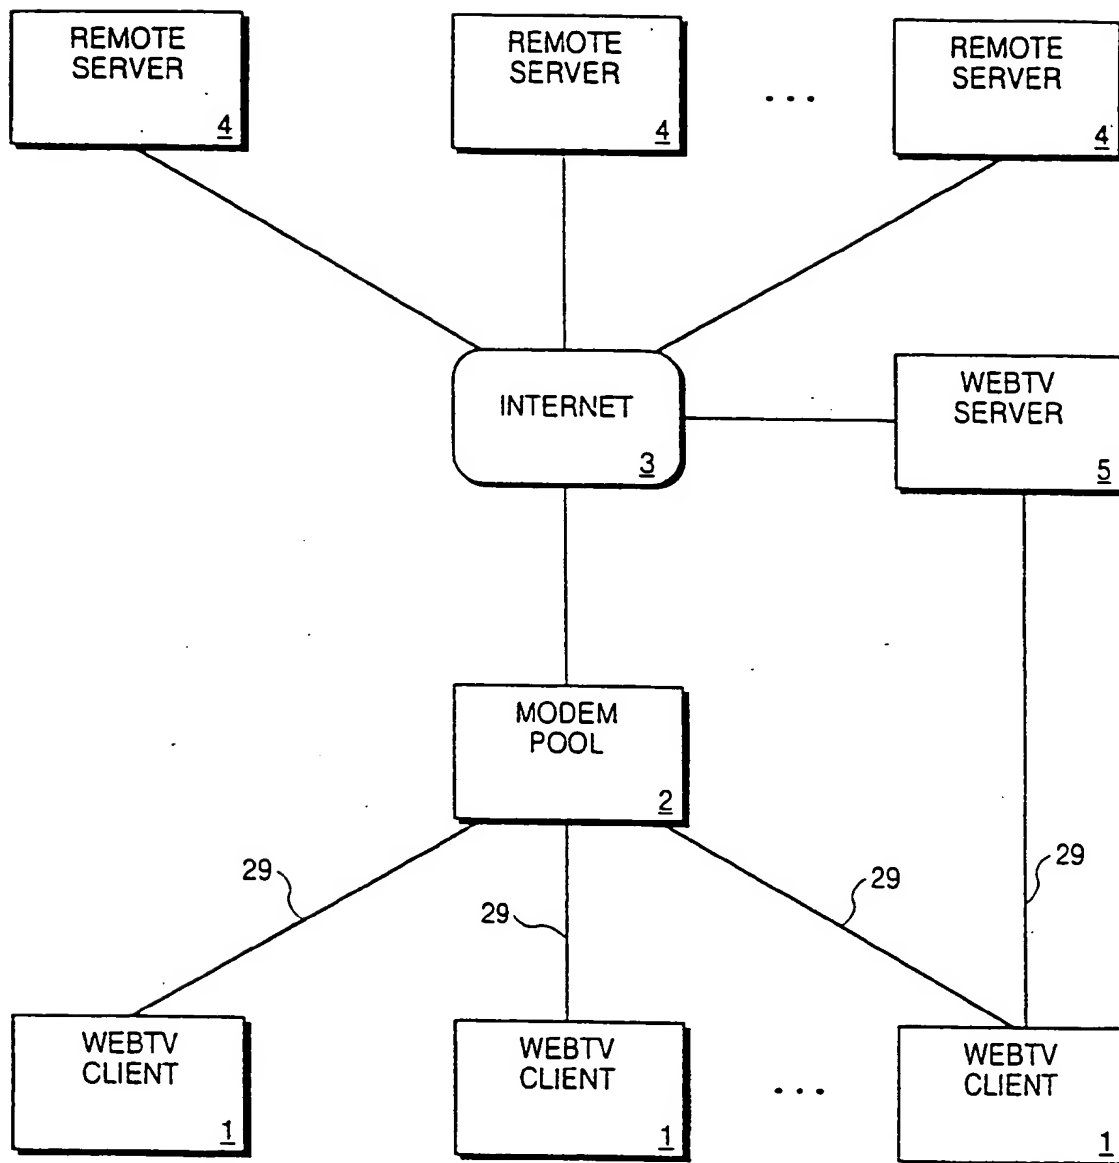 REMOTE
SERVER
4
REMOTE
SERVER
4
...
REMOTE
SERVER
4
INTERNET
3
WEBTV
SERVER
5
MODEM
POOL
2
29
29
29
29
WEBTV
CLIENT
1
WEBTV
CLIENT
1
...
WEBTV
CLIENT
1